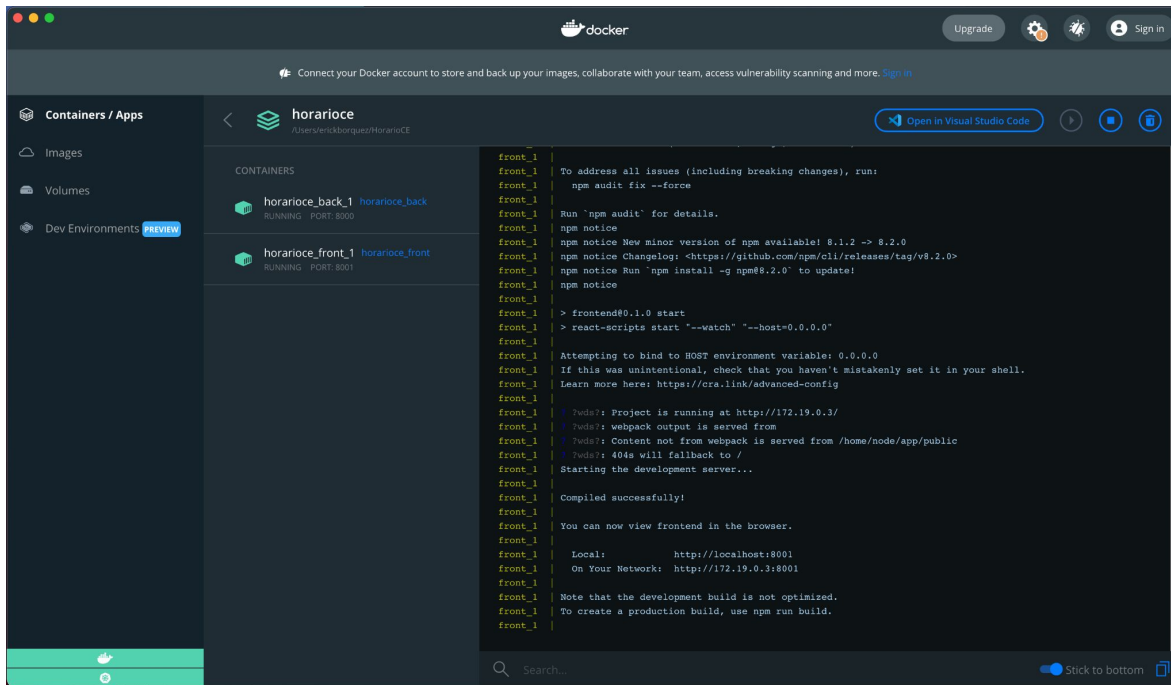 docker
Upgrade
Sign in
Connect your Docker account to store and back up your images, collaborate with your team, access vulnerability scanning and more. Sign in
Containers / Apps
Images
Volumes
Dev Environments PREVIEW
horarioce
/Users/erickborquez/HorarioCE
Open in Visual Studio Code
CONTAINERS
horarioce_back_1 horarioce_back
RUNNING PORT: 8000
horarioce_front_1 horarioce_front
RUNNING PORT: 8001
front_1 |
front_1 | To address all issues (including breaking changes), run:
front_1 |   npm audit fix --force
front_1 |
front_1 | Run `npm audit` for details.
front_1 | npm notice
front_1 | npm notice New minor version of npm available! 8.1.2 -> 8.2.0
front_1 | npm notice Changelog: <https://github.com/npm/cli/releases/tag/v8.2.0>
front_1 | npm notice Run `npm install -g npm@8.2.0` to update!
front_1 | npm notice
front_1 |
front_1 | > frontend@0.1.0 start
front_1 | > react-scripts start "--watch" "--host=0.0.0.0"
front_1 |
front_1 | Attempting to bind to HOST environment variable: 0.0.0.0
front_1 | If this was unintentional, check that you haven't mistakenly set it in your shell.
front_1 | Learn more here: https://cra.link/advanced-config
front_1 |
front_1 | ?wds?: Project is running at http://172.19.0.3/
front_1 | ?wds?: webpack output is served from
front_1 | ?wds?: Content not from webpack is served from /home/node/app/public
front_1 | ?wds?: 404s will fallback to /
front_1 | Starting the development server...
front_1 |
front_1 | Compiled successfully!
front_1 |
front_1 | You can now view frontend in the browser.
front_1 |
front_1 |   Local:            http://localhost:8001
front_1 |   On Your Network:  http://172.19.0.3:8001
front_1 |
front_1 | Note that the development build is not optimized.
front_1 | To create a production build, use npm run build.
front_1 |
Search...
Stick to bottom